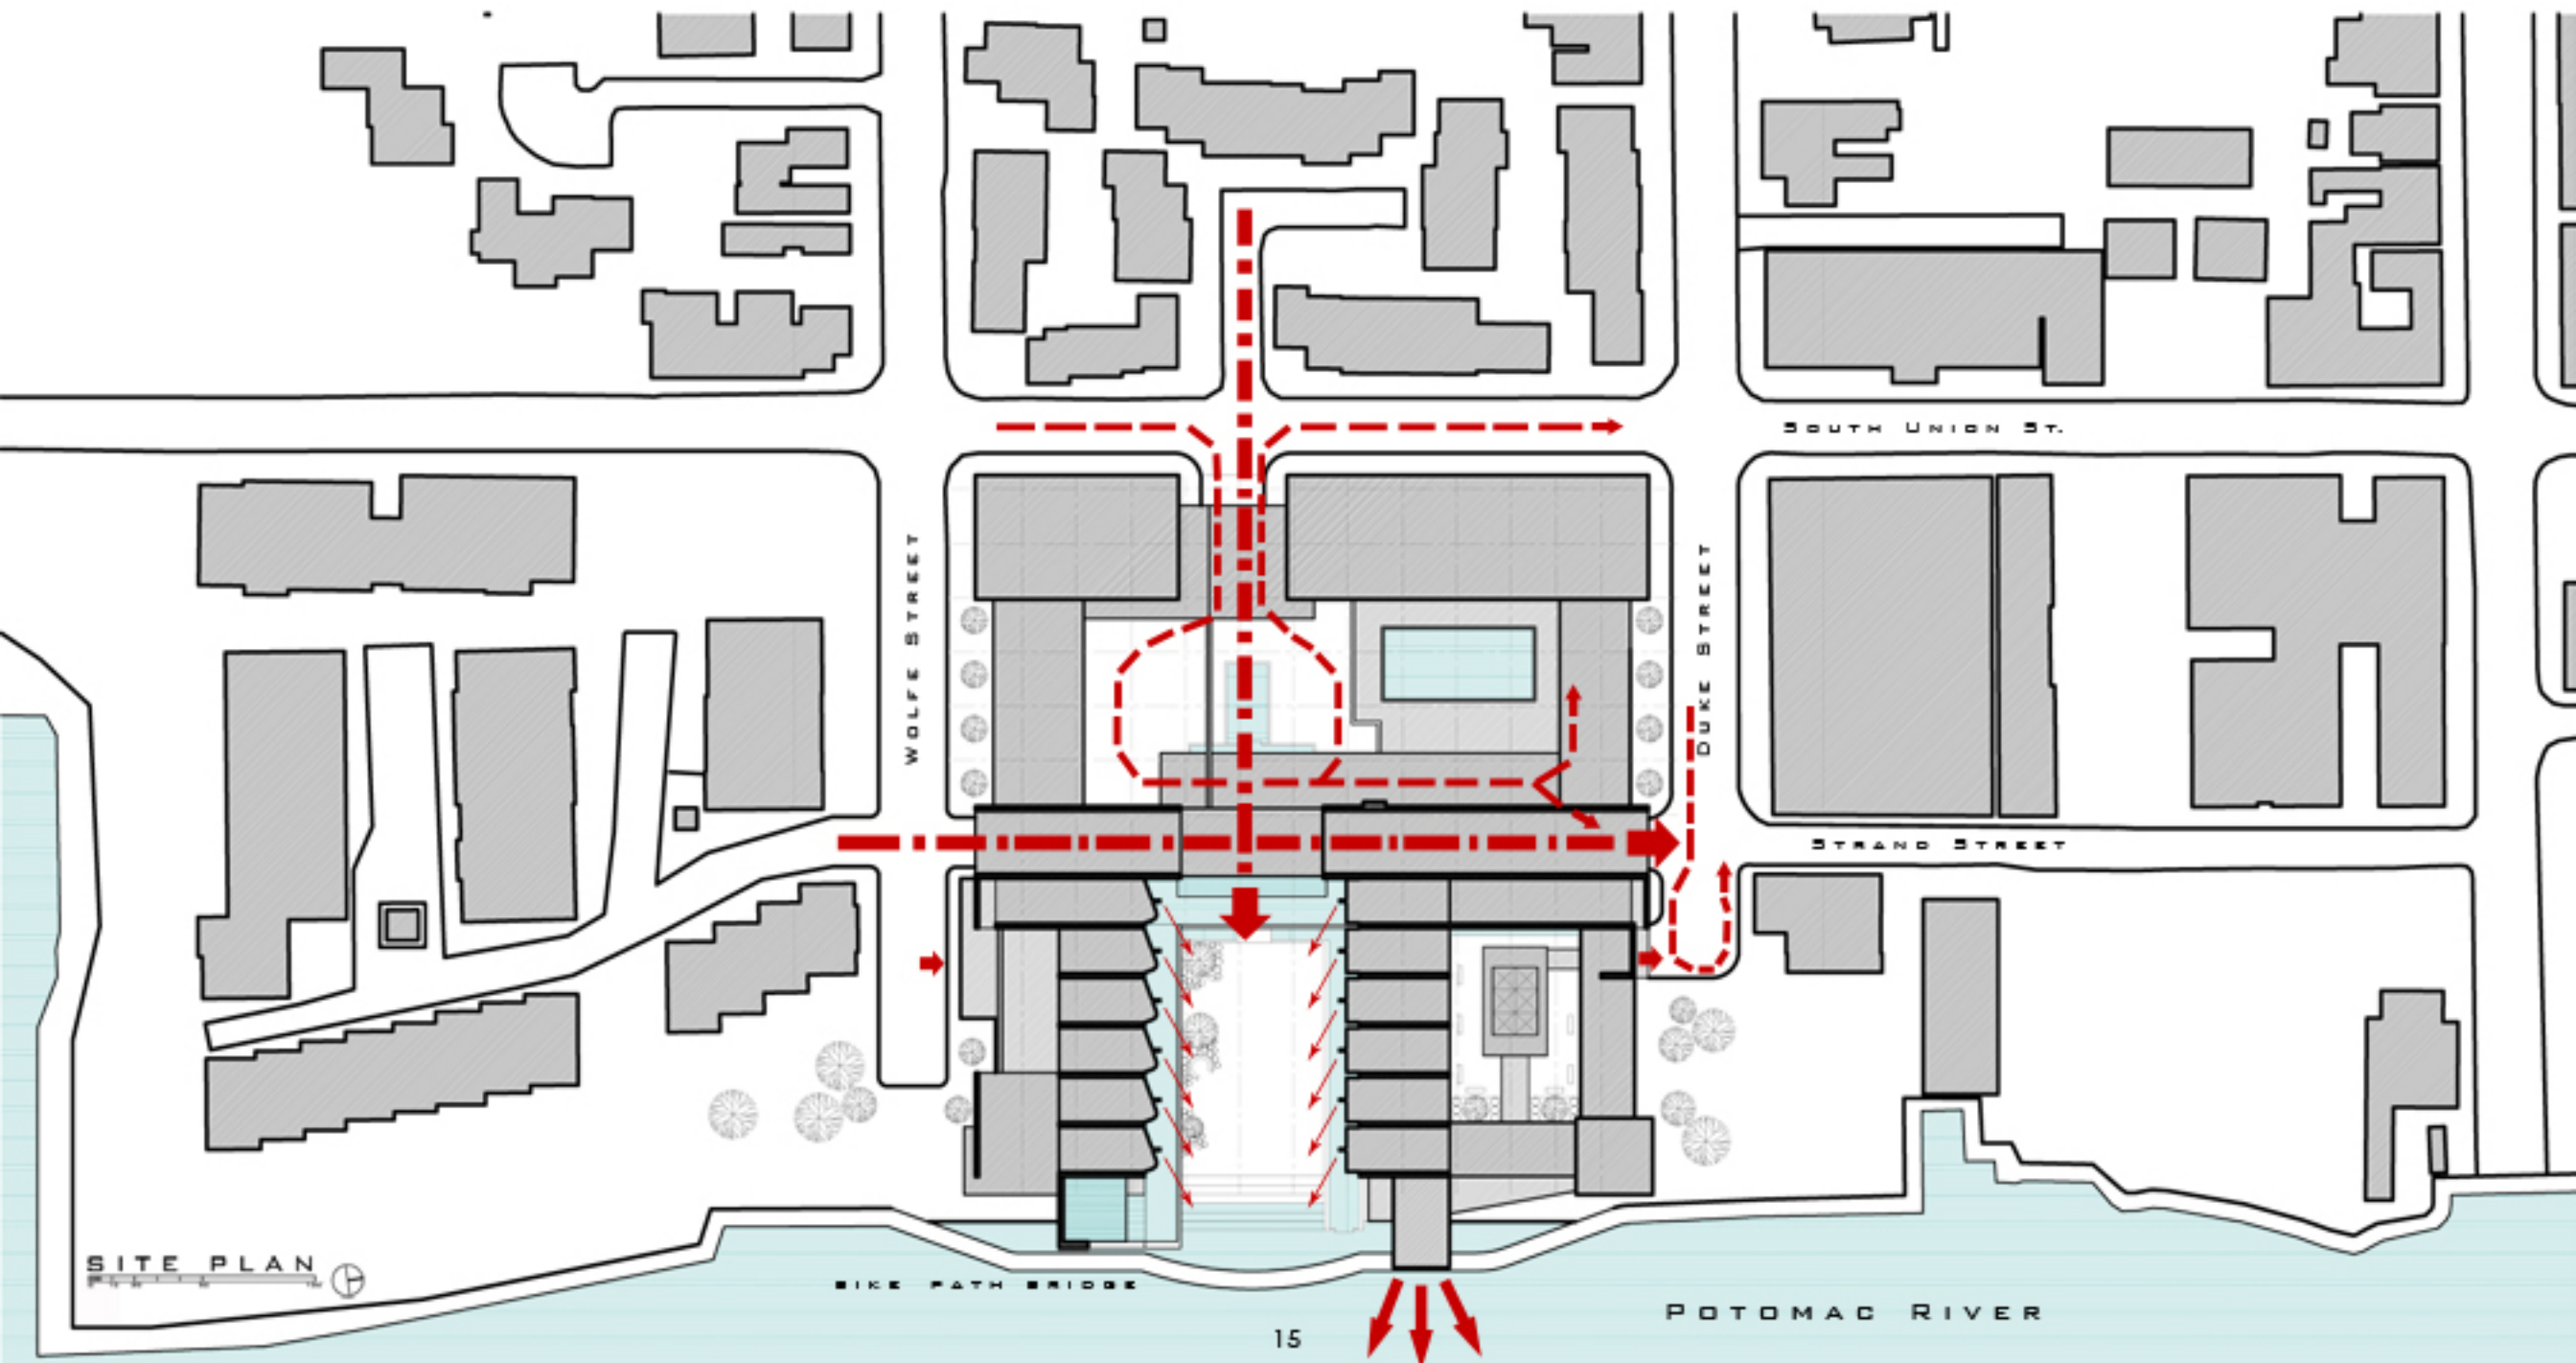 SOUTH UNION ST.
WOLFE STREET
DUKE STREET
STRAND STREET
SITE PLAN
BIKE PATH BRIDGE
POTOMAC RIVER
15